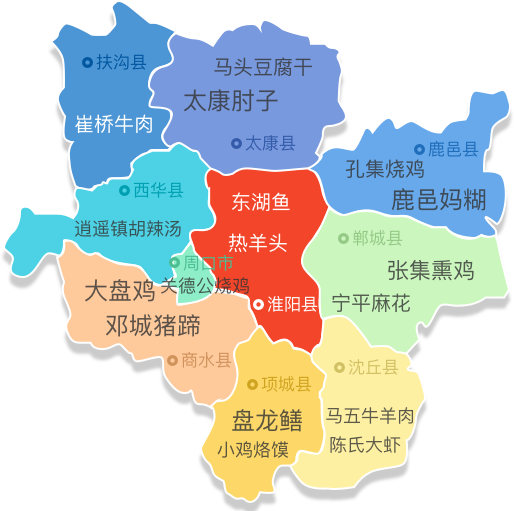 扶沟县
崔桥牛肉
马头豆腐干
太康肘子
太康县
鹿邑县
孔集烧鸡
鹿邑妈糊
西华县
逍遥镇胡辣汤
东湖鱼
热羊头
淮阳县
郸城县
张集熏鸡
宁平麻花
周口市
关德公烧鸡
大盘鸡
邓城猪蹄
商水县
项城县
盘龙鳝
小鸡烙馍
沈丘县
马五牛羊肉
陈氏大虾